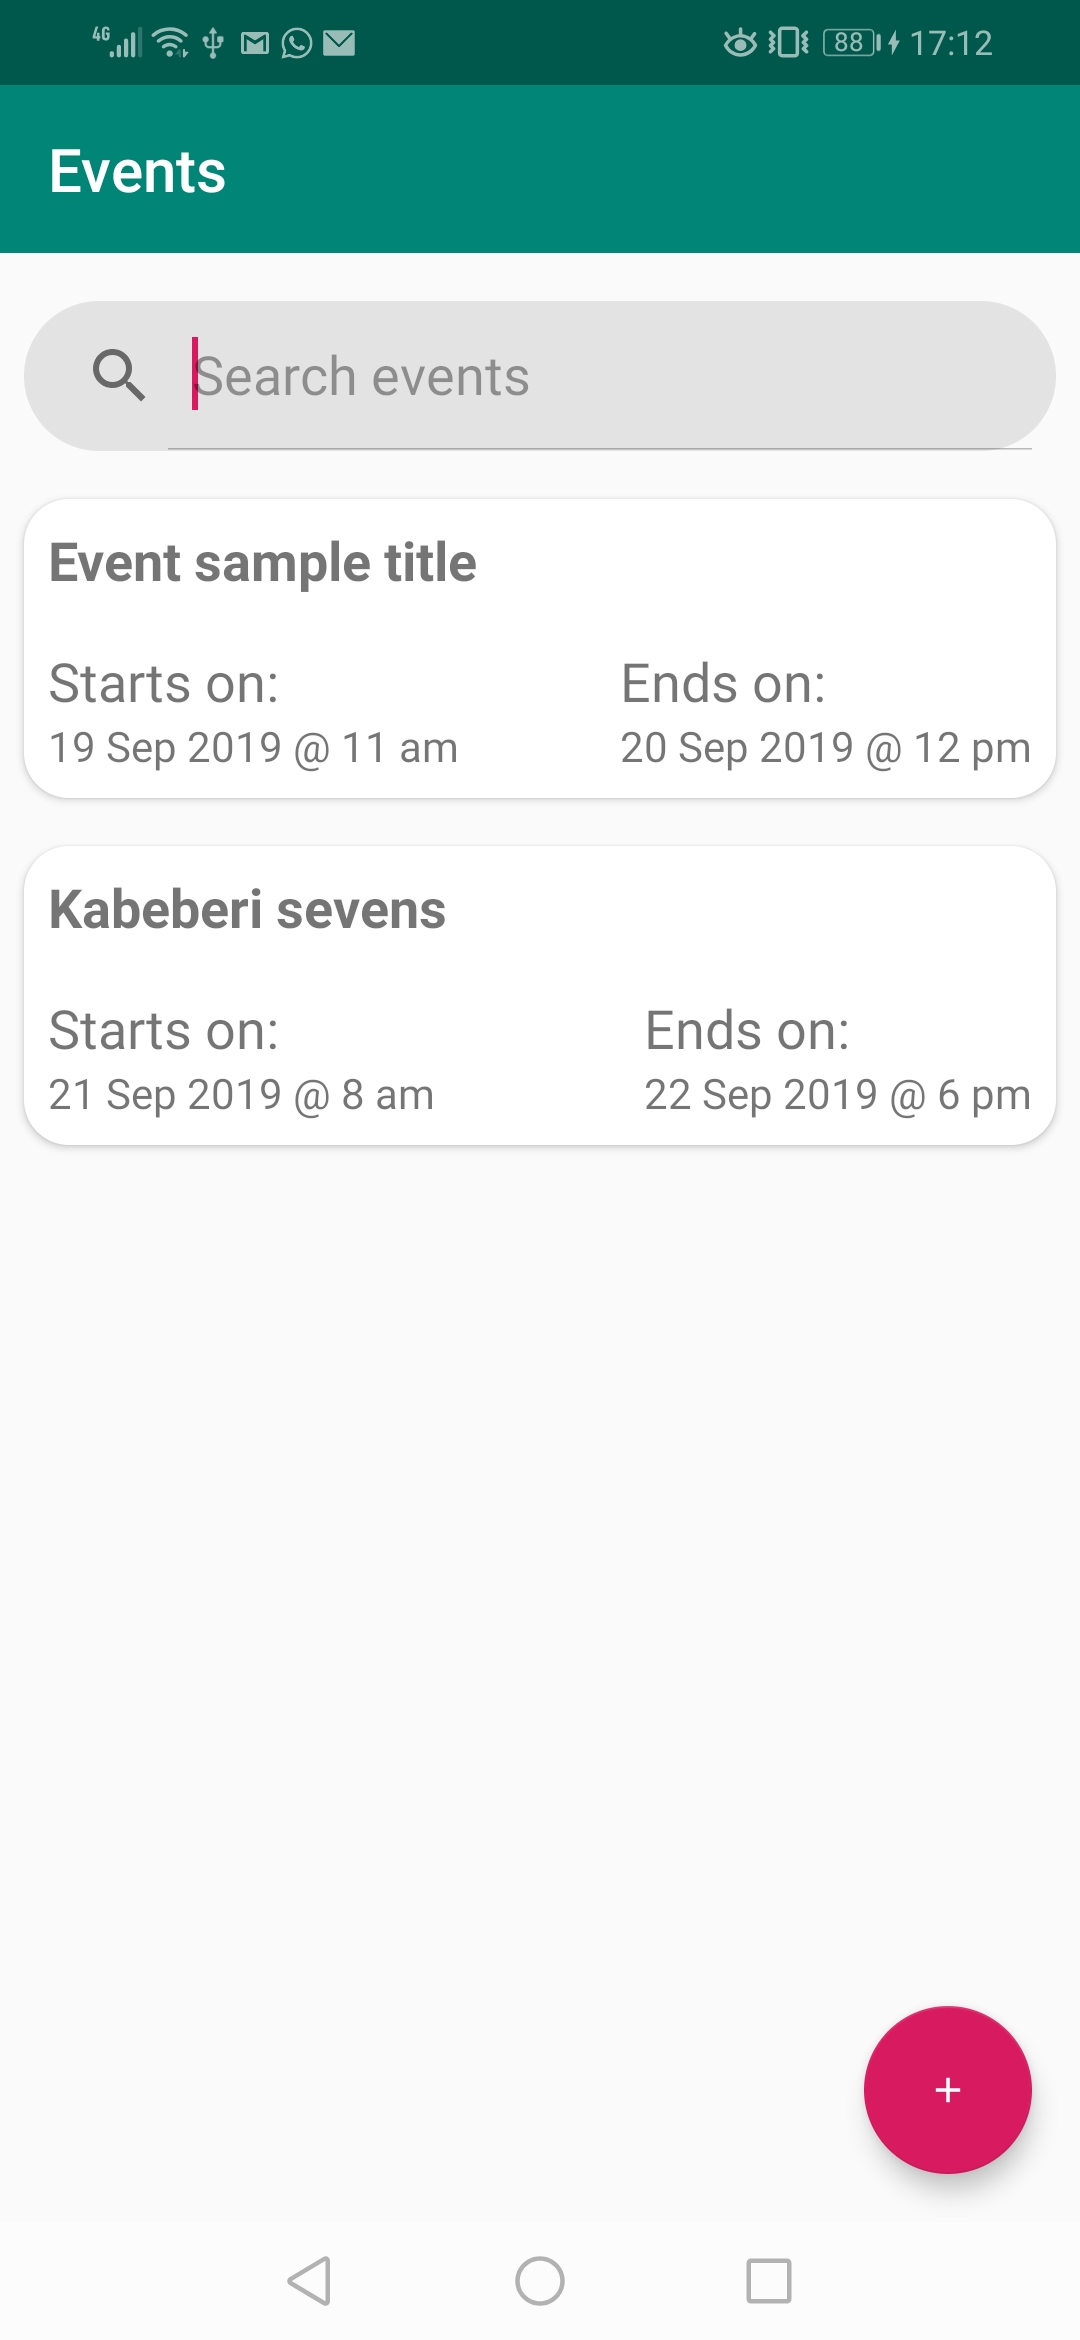 4G 88 17:12
Events
Search events
Event sample title
Starts on: Ends on:
19 Sep 2019 @ 11 am 20 Sep 2019 @ 12 pm
Kabeberi sevens
Starts on: Ends on:
21 Sep 2019 @ 8 am 22 Sep 2019 @ 6 pm
+